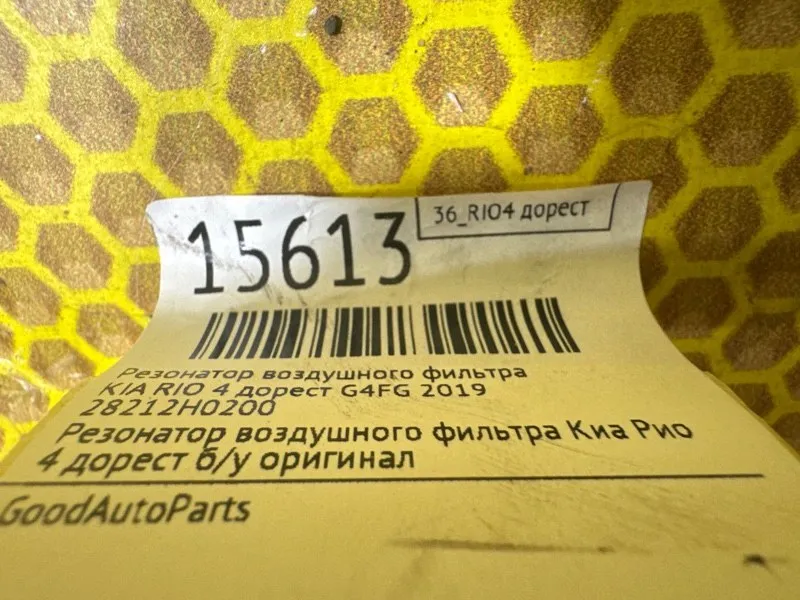 15613
36_RIO4 дорест
Резонатор воздушного фильтра
KIA RIO 4 дорест G4FG 2019
28212H0200
Резонатор воздушного фильтра Киа Рио
4 дорест б/у оригинал
GoodAutoParts